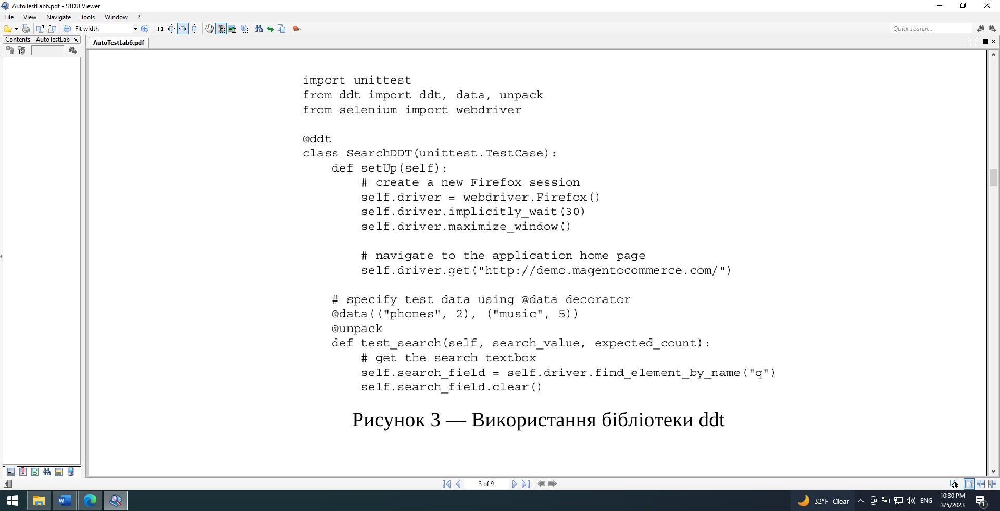 AutoTestLab6.pdf - STDU Viewer
File View Navigate Tools Window ?
1:1
Fit width
Quick search...
Contents - AutoTestLab
AutoTestLab6.pdf
import unittest
from ddt import ddt, data, unpack
from selenium import webdriver
@ddt
class SearchDDT(unittest.TestCase):
def setUp(self):
# create a new Firefox session
self.driver = webdriver.Firefox()
self.driver.implicitly_wait(30)
self.driver.maximize_window()
# navigate to the application home page
self.driver.get("http://demo.magentocommerce.com/")
# specify test data using @data decorator
@data(("phones", 2), ("music", 5))
@unpack
def test_search(self, search_value, expected_count):
# get the search textbox
self.search_field = self.driver.find_element_by_name("q")
self.search_field.clear()
Рисунок 3 — Використання бібліотеки ddt
3 of 9
32°F Clear
ENG
10:30 PM
3/5/2023
1